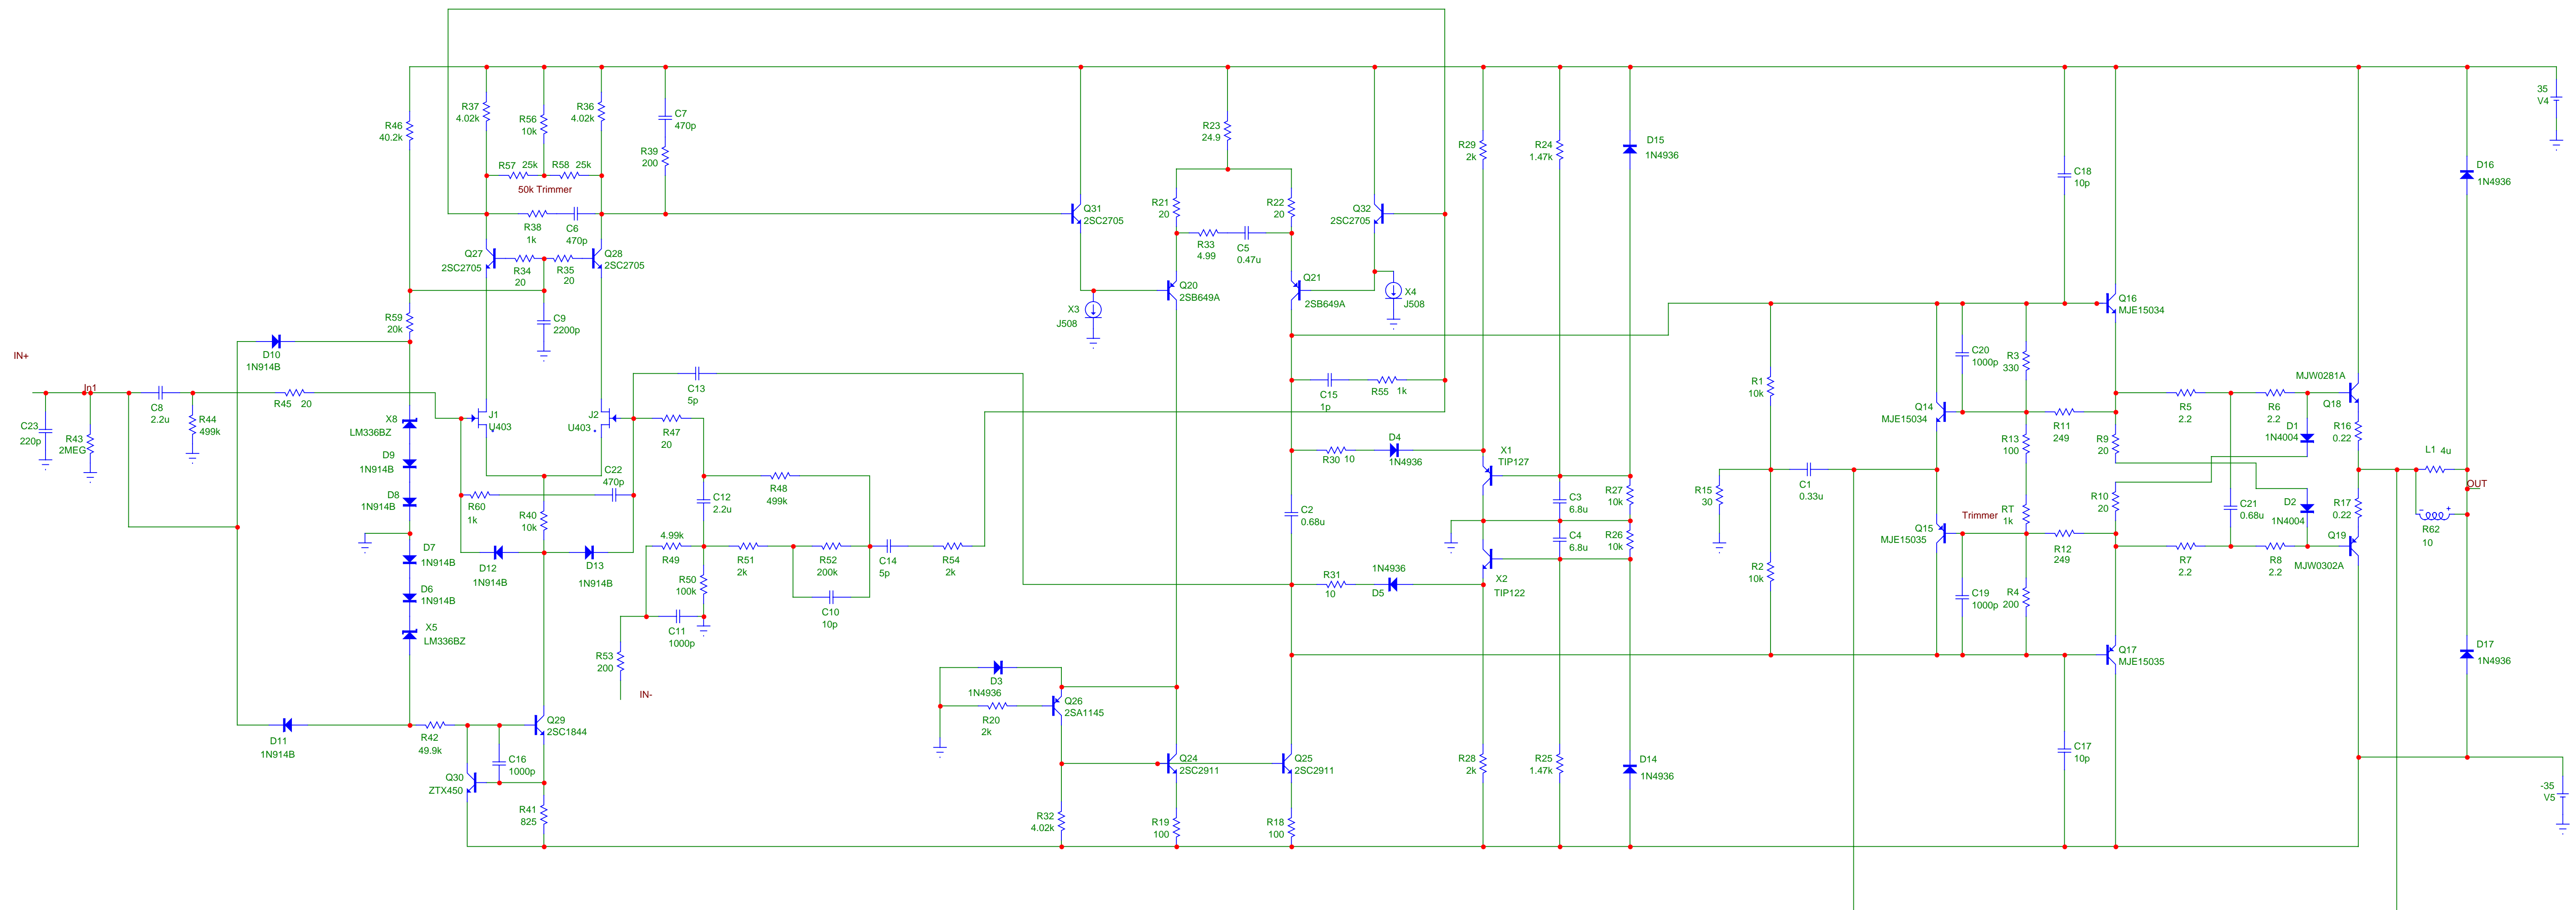 IN+
In1
C23
220p
R43
2MEG
C8
2.2u
R44
499k
R45 20
D10
1N914B
D11
1N914B
R46
40.2k
R59
20k
X8
LM336BZ
D9
1N914B
D8
1N914B
D7
1N914B
D6
1N914B
X5
LM336BZ
R42
49.9k
Q30
ZTX450
C16
1000p
Q29
2SC1844
R41
825
R37
4.02k
R56
10k
R36
4.02k
C7
470p
R39
200
R57 25k
R58 25k
50k Trimmer
R38
1k
C6
470p
Q27
2SC2705
R34
20
R35
20
Q28
2SC2705
C9
2200p
J1
U403
J2
U403
C13
5p
R47
20
C22
470p
R60
1k
R40
10k
D12
1N914B
D13
1N914B
R48
499k
C12
2.2u
4.99k
R49
R51
2k
R52
200k
C14
5p
R54
2k
R50
100k
C10
10p
C11
1000p
R53
200
IN-
Q31
2SC2705
X3
J508
R23
24.9
R21
20
R22
20
R33
4.99
C5
0.47u
Q20
2SB649A
Q21
2SB649A
Q32
2SC2705
X4
J508
C15
1p
R55 1k
R30 10
D4
1N4936
C2
0.68u
R31
10
1N4936
D5
D3
1N4936
R20
2k
Q26
2SA1145
R32
4.02k
Q24
2SC2911
Q25
2SC2911
R19
100
R18
100
R29
2k
R24
1.47k
D15
1N4936
X1
TIP127
C3
6.8u
R27
10k
C4
6.8u
R26
10k
X2
TIP122
R28
2k
R25
1.47k
D14
1N4936
R1
10k
R15
30
C1
0.33u
R2
10k
Q14
MJE15034
Q15
MJE15035
C20
1000p
R3
330
R13
100
R11
249
Trimmer
RT
1k
R12
249
C19
1000p
R4
200
C18
10p
C17
10p
Q16
MJE15034
Q17
MJE15035
R9
20
R10
20
R5
2.2
R6
2.2
R7
2.2
R8
2.2
C21
0.68u
D1
1N4004
D2
1N4004
MJW0281A
Q18
Q19
MJW0302A
R16
0.22
R17
0.22
L1 4u
OUT
R62
10
D16
1N4936
D17
1N4936
35
V4
-35
V5